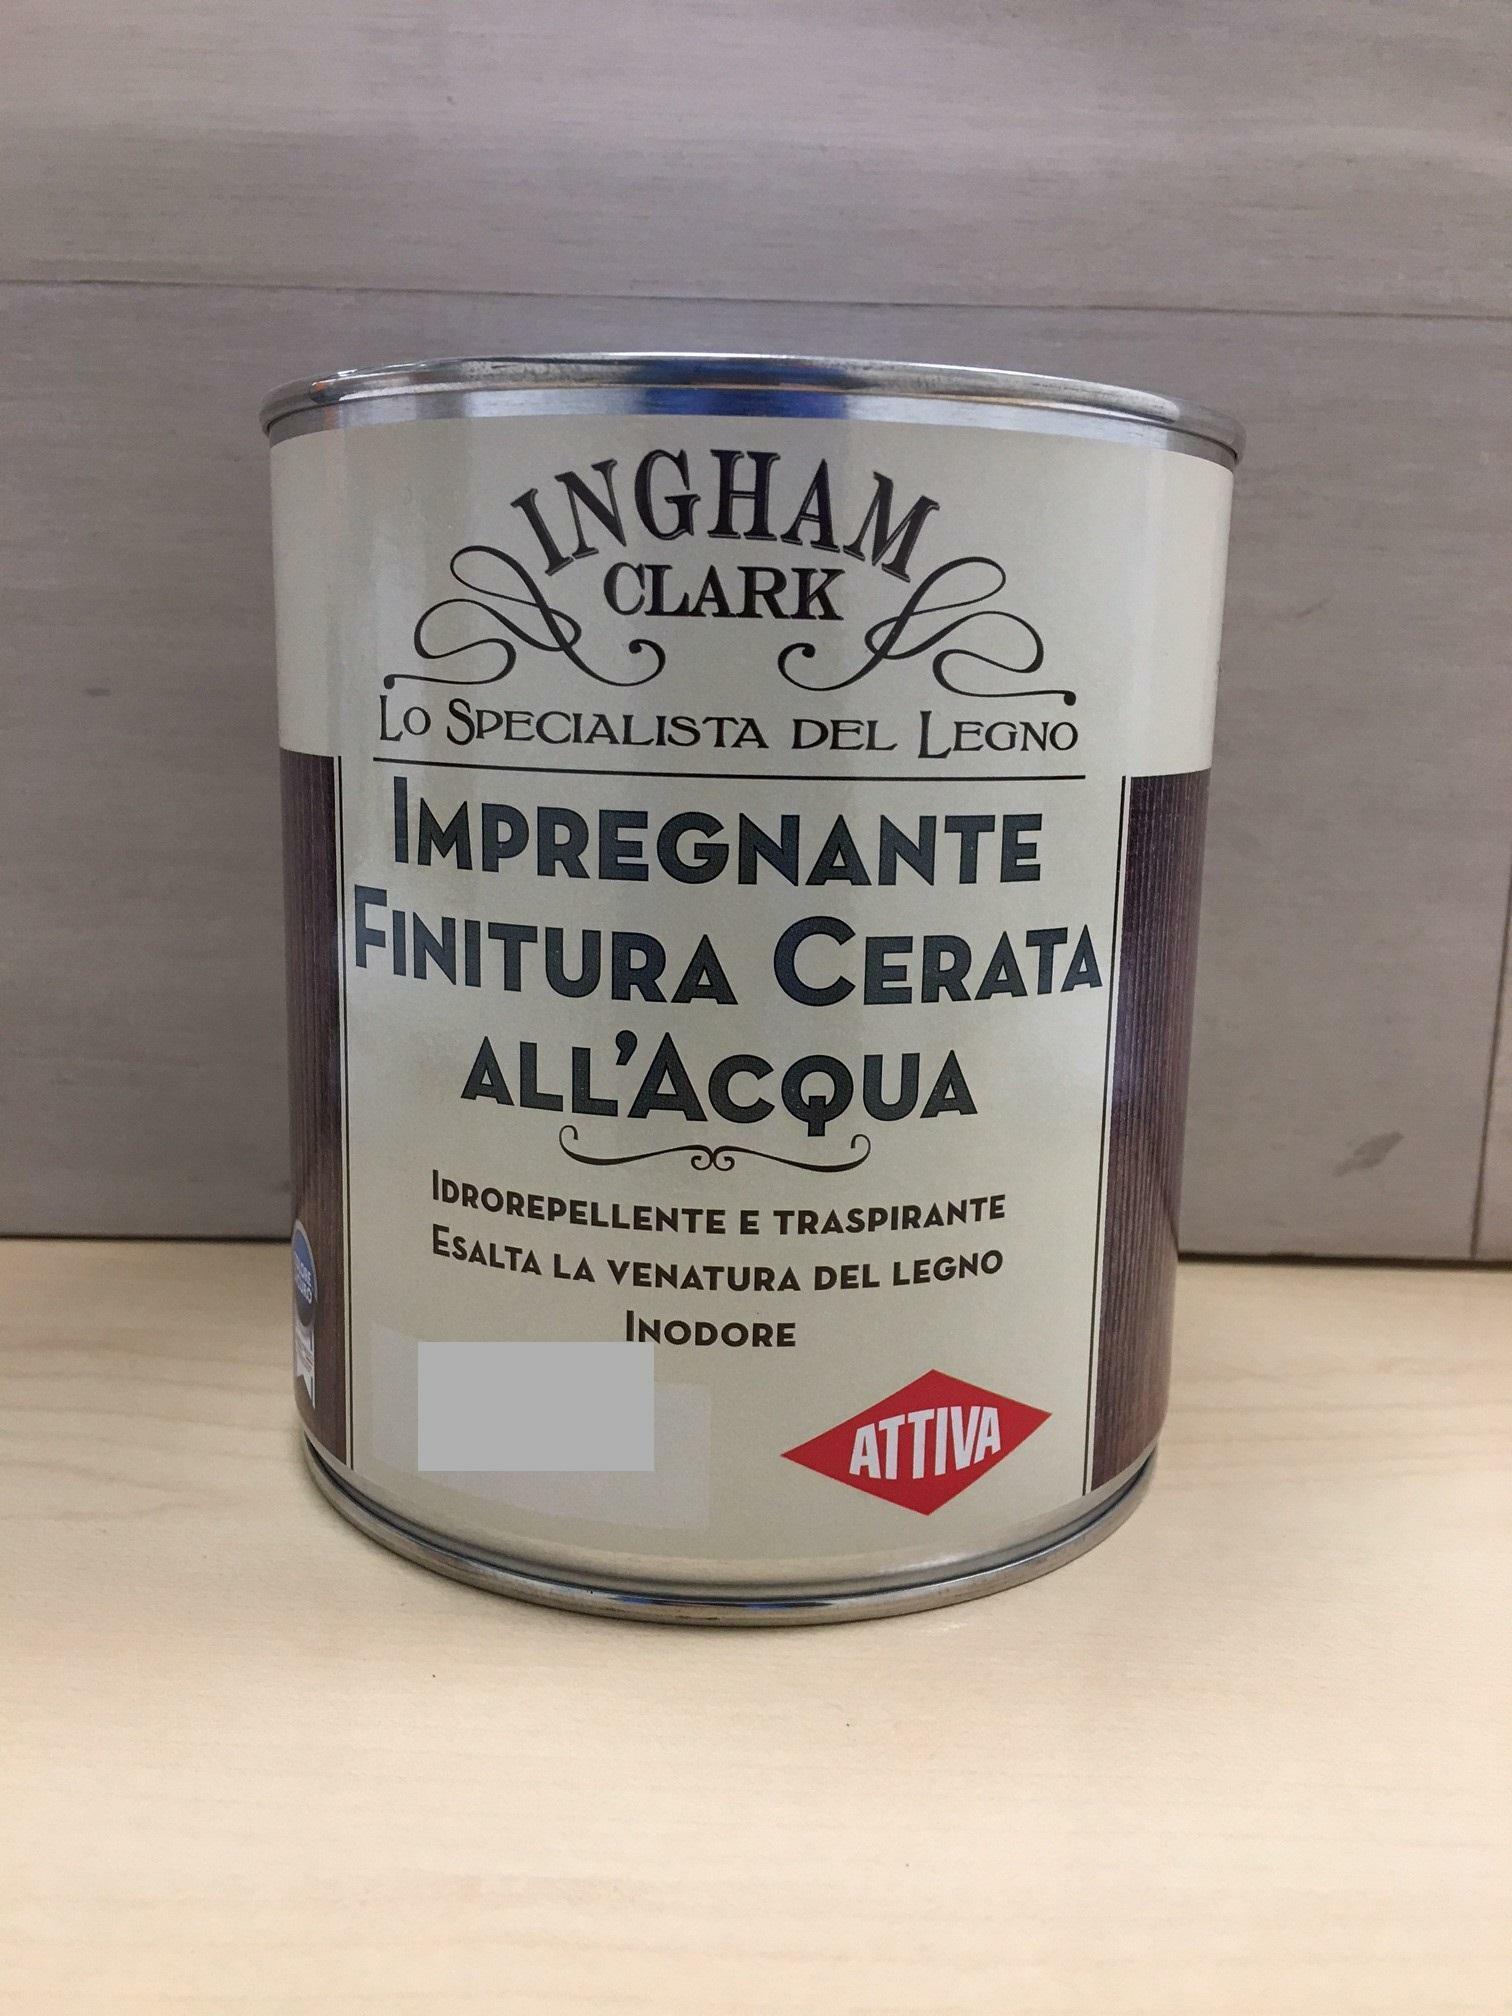 INGHAM
CLARK
LO SPECIALISTA DEL LEGNO
IMPREGNANTE
FINITURA CERATA
ALL'ACQUA
IDROREPELLENTE E TRASPIRANTE
ESALTA LA VENATURA DEL LEGNO
INODORE
ATTIVA